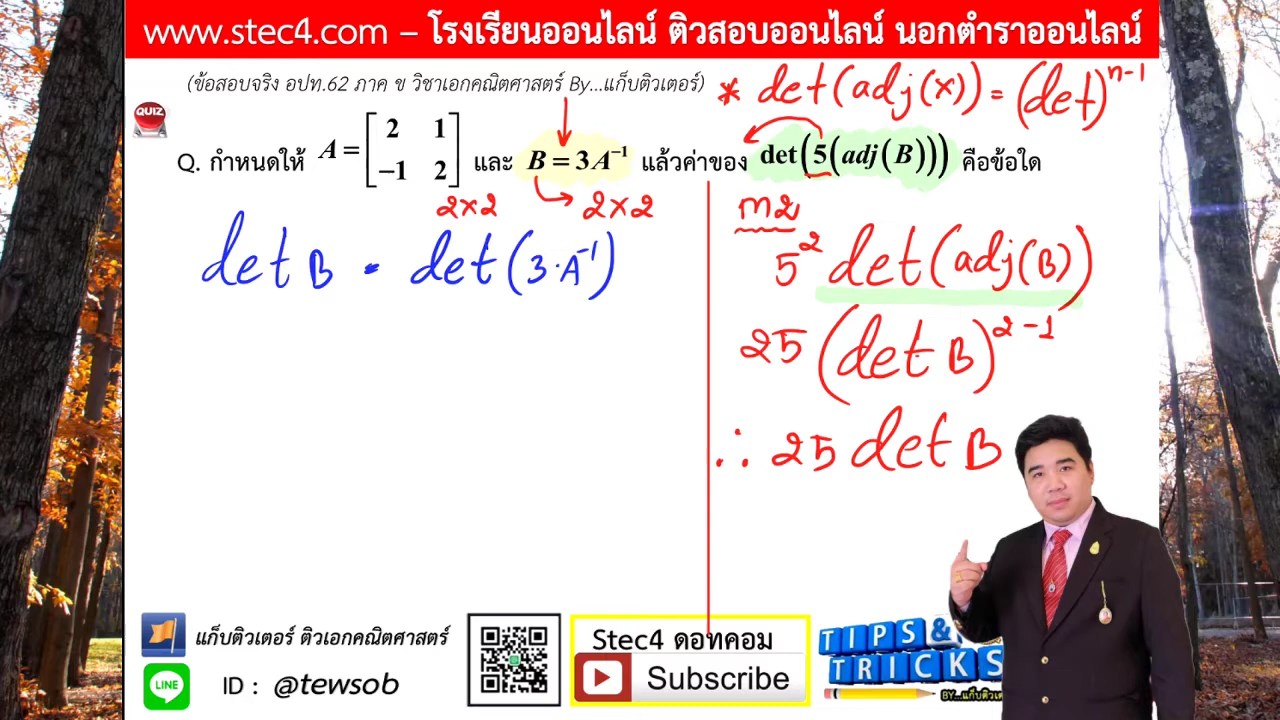 www.stec4.com – โรงเรียนออนไลน์ ติวสอบออนไลน์ นอกตำราออนไลน์
(ข้อสอบจริง อปท.62 ภาค ข วิชาเอกคณิตศาสตร์ By...แก็บติวเตอร์)
* det(adj(x)) = (det)^{n-1}
QUIZ
Q. กำหนดให้ A = [2 1; −1 2] และ B = 3A^{−1} แล้วค่าของ det(5(adj(B))) คือข้อใด
2×2 2×2
det B = det(3·A^{-1})
m2
5^2 det(adj(B))
25 (det B)^{2-1}
∴ 25 det B
แก็บติวเตอร์ ติวเอกคณิตศาสตร์
LINE
ID : @tewsob
Stec4 ดอทคอม
Subscribe
TIPS &
TRICKS